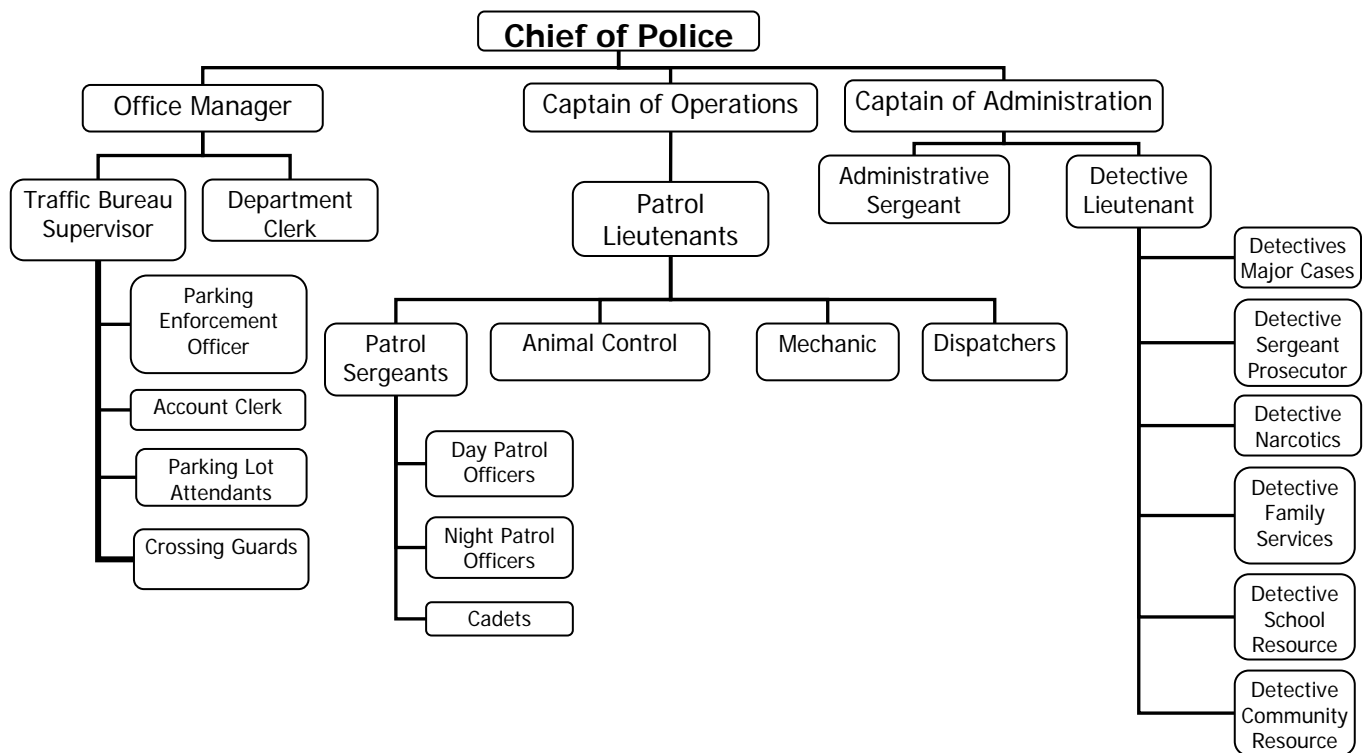 Chief of Police
Office Manager
Captain of Operations
Captain of Administration
Traffic Bureau
Supervisor
Department
Clerk
Patrol
Lieutenants
Administrative
Sergeant
Detective
Lieutenant
Parking
Enforcement
Officer
Account Clerk
Parking Lot
Attendants
Crossing Guards
Patrol
Sergeants
Animal Control
Mechanic
Dispatchers
Day Patrol
Officers
Night Patrol
Officers
Cadets
Detectives
Major Cases
Detective
Sergeant
Prosecutor
Detective
Narcotics
Detective
Family
Services
Detective
School
Resource
Detective
Community
Resource